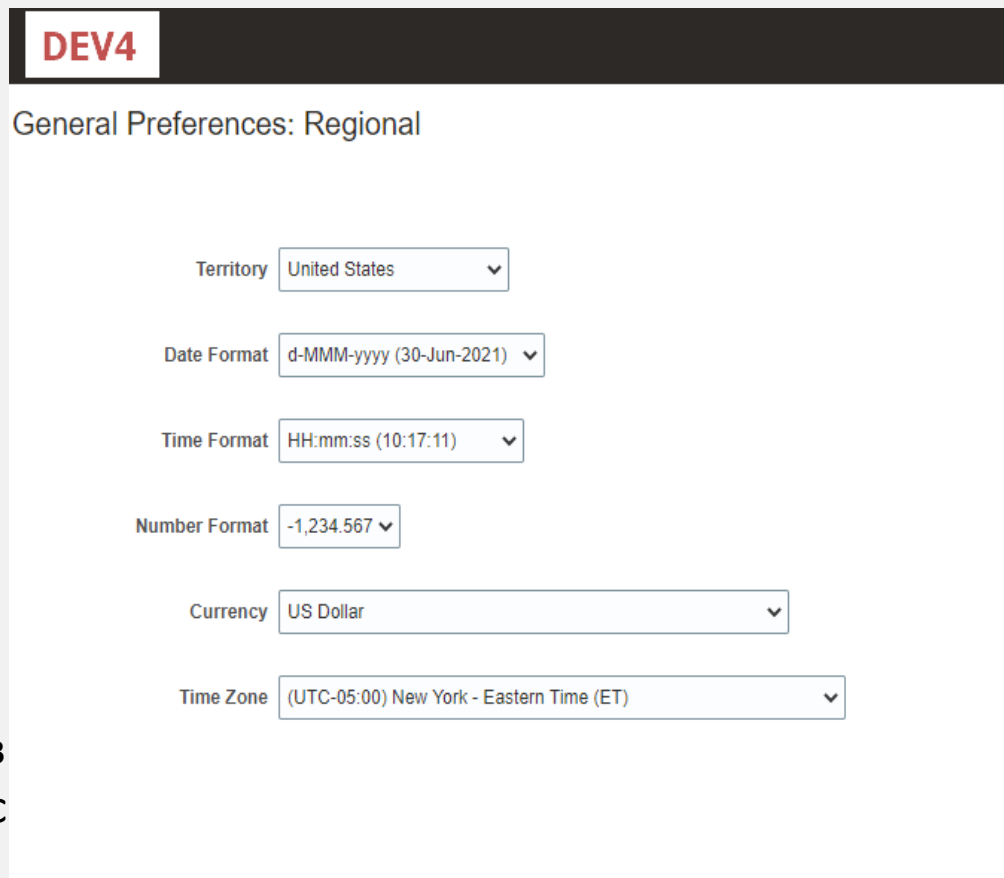 DEV4
General Preferences: Regional
Territory United States
Date Format d-MMM-yyyy (30-Jun-2021)
Time Format HH:mm:ss (10:17:11)
Number Format -1,234.567
Currency US Dollar
Time Zone (UTC-05:00) New York - Eastern Time (ET)